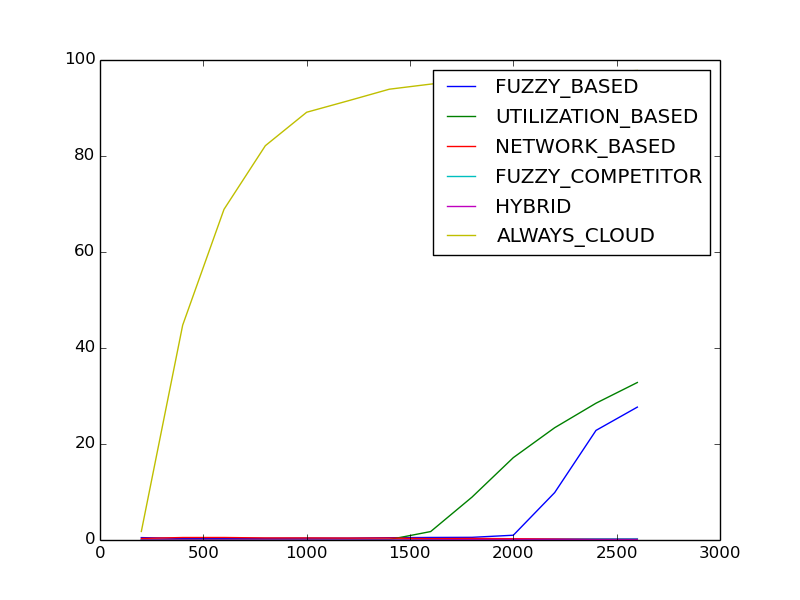 100
80
60
40
20
0
0 500 1000 1500 2000 2500 3000
FUZZY_BASED
UTILIZATION_BASED
NETWORK_BASED
FUZZY_COMPETITOR
HYBRID
ALWAYS_CLOUD